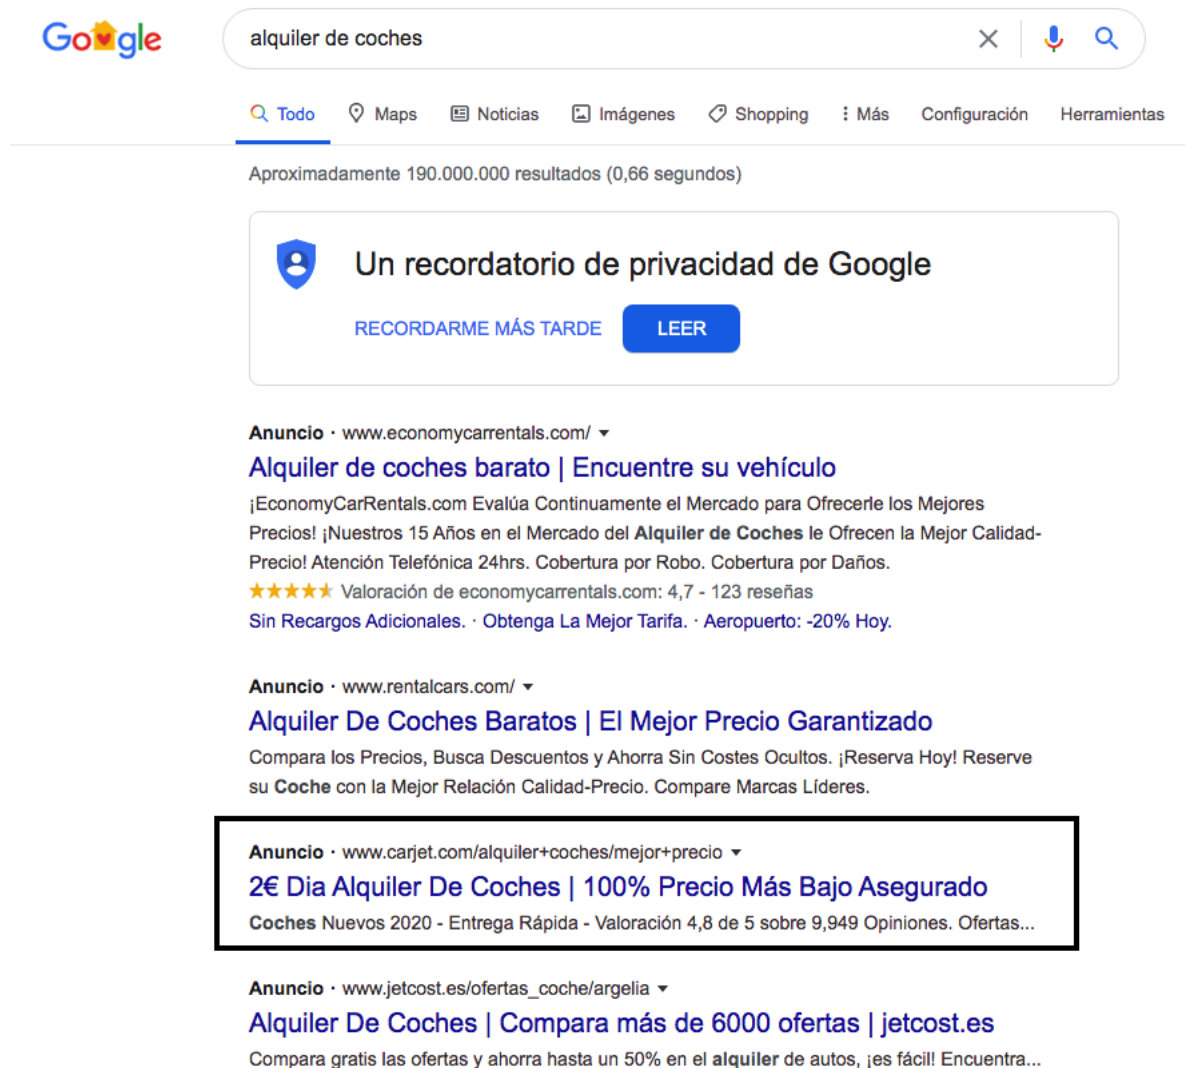 Google
alquiler de coches
Todo Maps Noticias Imágenes Shopping Más Configuración Herramientas
Aproximadamente 190.000.000 resultados (0,66 segundos)
Un recordatorio de privacidad de Google
RECORDARME MÁS TARDE LEER
Anuncio · www.economycarrentals.com/
Alquiler de coches barato | Encuentre su vehículo
¡EconomyCarRentals.com Evalúa Continuamente el Mercado para Ofrecerle los Mejores
Precios! ¡Nuestros 15 Años en el Mercado del Alquiler de Coches le Ofrecen la Mejor Calidad-
Precio! Atención Telefónica 24hrs. Cobertura por Robo. Cobertura por Daños.
Valoración de economycarrentals.com: 4,7 - 123 reseñas
Sin Recargos Adicionales. · Obtenga La Mejor Tarifa. · Aeropuerto: -20% Hoy.
Anuncio · www.rentalcars.com/
Alquiler De Coches Baratos | El Mejor Precio Garantizado
Compara los Precios, Busca Descuentos y Ahorra Sin Costes Ocultos. ¡Reserva Hoy! Reserve
su Coche con la Mejor Relación Calidad-Precio. Compare Marcas Líderes.
Anuncio · www.carjet.com/alquiler+coches/mejor+precio
2€ Dia Alquiler De Coches | 100% Precio Más Bajo Asegurado
Coches Nuevos 2020 - Entrega Rápida - Valoración 4,8 de 5 sobre 9,949 Opiniones. Ofertas...
Anuncio · www.jetcost.es/ofertas_coche/argelia
Alquiler De Coches | Compara más de 6000 ofertas | jetcost.es
Compara gratis las ofertas y ahorra hasta un 50% en el alquiler de autos, ¡es fácil! Encuentra...